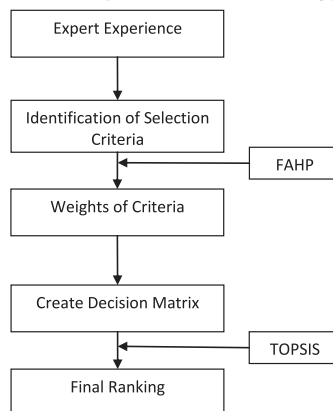 Expert Experience
Identification of Selection
Criteria
FAHP
Weights of Criteria
Create Decision Matrix
TOPSIS
Final Ranking